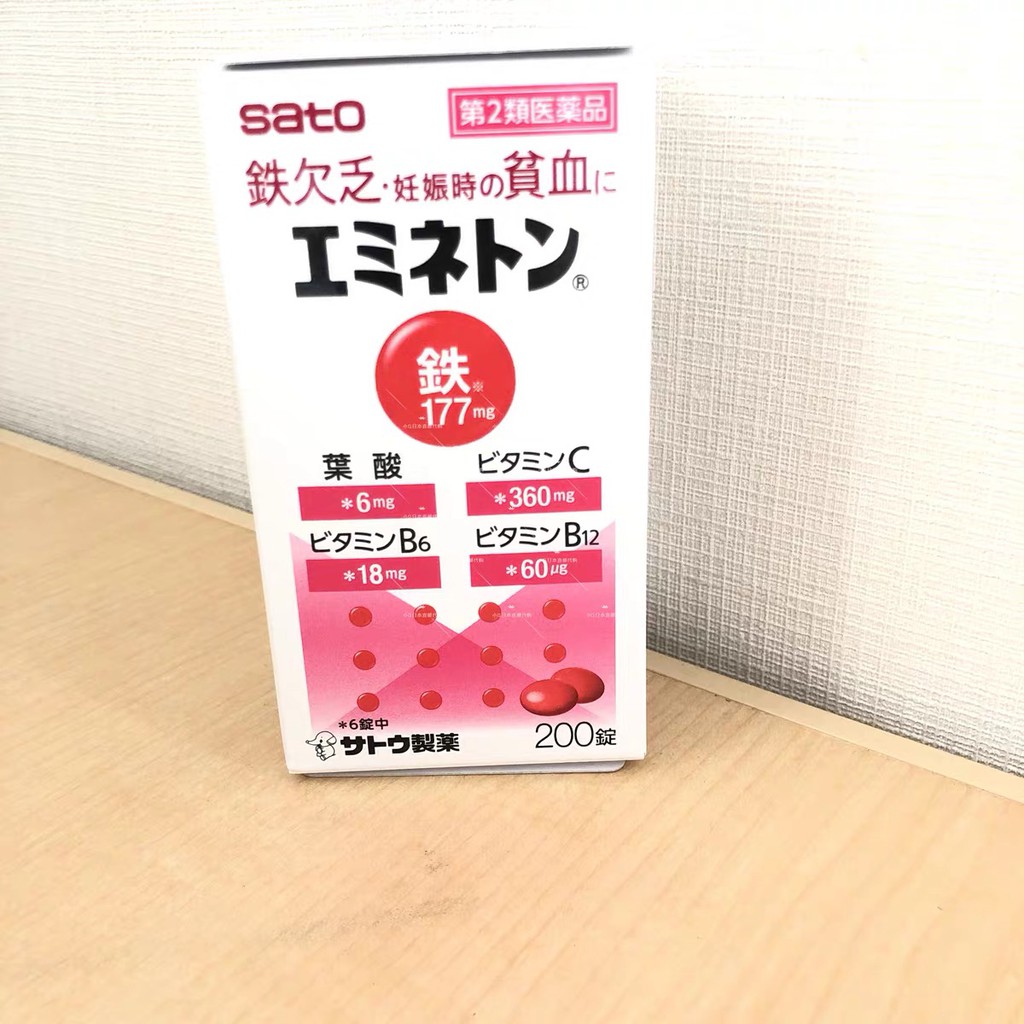 sato
第2類医薬品
鉄欠乏・妊娠時の貧血に
エミネトン®
鉄※
177mg
葉酸
*6mg
ビタミンC
*360mg
ビタミンB6
*18mg
ビタミンB12
*60μg
*6錠中
サトウ製薬
200錠